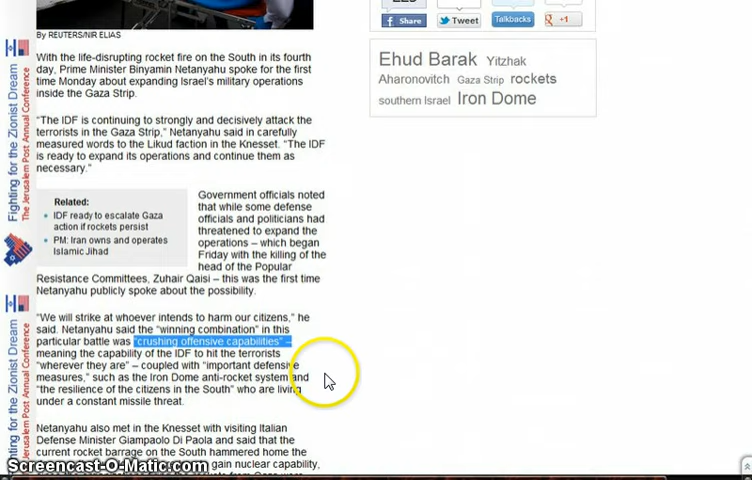 Share
Tweet
Talkbacks
+1
By REUTERS/NIR ELIAS
With the life-disrupting rocket fire on the South in its fourth
day, Prime Minister Binyamin Netanyahu spoke for the first
time Monday about expanding Israel's military operations
inside the Gaza Strip.
Ehud Barak Yitzhak
Aharonovitch Gaza Strip rockets
southern Israel Iron Dome
"The IDF is continuing to strongly and decisively attack the
terrorists in the Gaza Strip," Netanyahu said in carefully
measured words to the Likud faction in the Knesset. "The IDF
is ready to expand its operations and continue them as
necessary."
Related:
IDF ready to escalate Gaza
action if rockets persist
PM: Iran owns and operates
Islamic Jihad
Government officials noted
that while some defense
officials and politicians had
threatened to expand the
operations – which began
Friday with the killing of the
head of the Popular
Resistance Committees, Zuhair Qaisi – this was the first time
Netanyahu publicly spoke about the possibility.
"We will strike at whoever intends to harm our citizens," he
said. Netanyahu said the "winning combination" in this
particular battle was "crushing offensive capabilities" –
meaning the capability of the IDF to hit the terrorists
"wherever they are" – coupled with "important defensive
measures," such as the Iron Dome anti-rocket system and
"the resilience of the citizens in the South" who are living
under a constant missile threat.
Netanyahu also met in the Knesset with visiting Italian
Defense Minister Giampaolo Di Paola and said that the
current rocket barrage on the South hammered home the
gain nuclear capability,
Fighting for the Zionist Dream
The Jerusalem Post Annual Conference
Fighting for the Zionist Dream
Jerusalem Post Annual Conference
Screencast-O-Matic.com